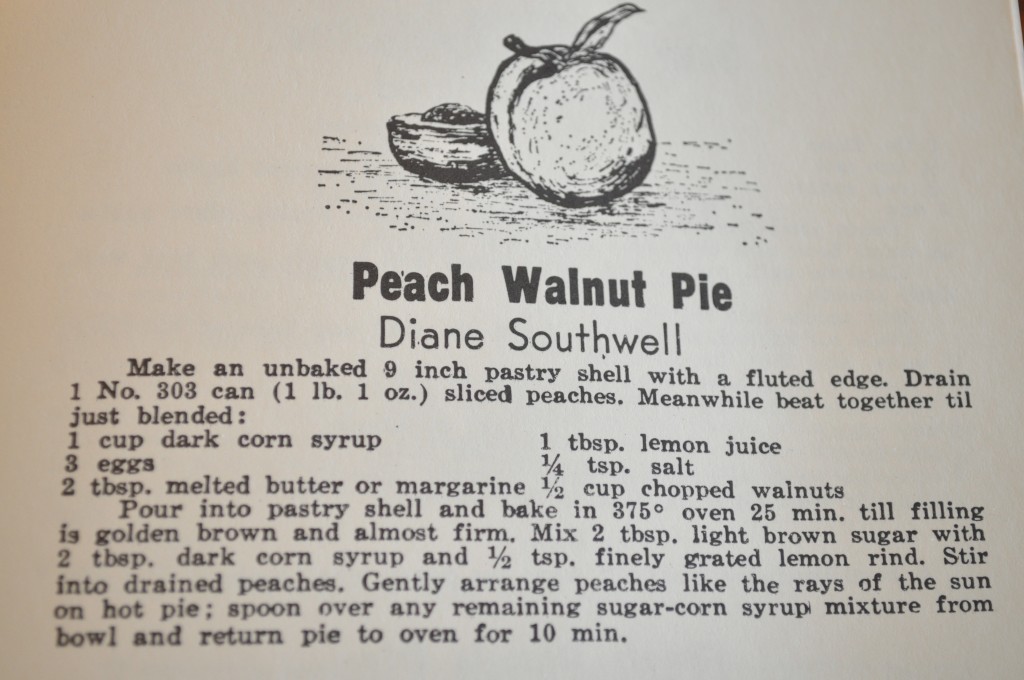 Peach Walnut Pie
Diane Southwell
Make an unbaked 9 inch pastry shell with a fluted edge. Drain
1 No. 303 can (1 lb. 1 oz.) sliced peaches. Meanwhile beat together til
just blended:
1 cup dark corn syrup 1 tbsp. lemon juice
3 eggs ¼ tsp. salt
2 tbsp. melted butter or margarine ½ cup chopped walnuts
Pour into pastry shell and bake in 375° oven 25 min. till filling
is golden brown and almost firm. Mix 2 tbsp. light brown sugar with
2 tbsp. dark corn syrup and ½ tsp. finely grated lemon rind. Stir
into drained peaches. Gently arrange peaches like the rays of the sun
on hot pie; spoon over any remaining sugar-corn syrup mixture from
bowl and return pie to oven for 10 min.